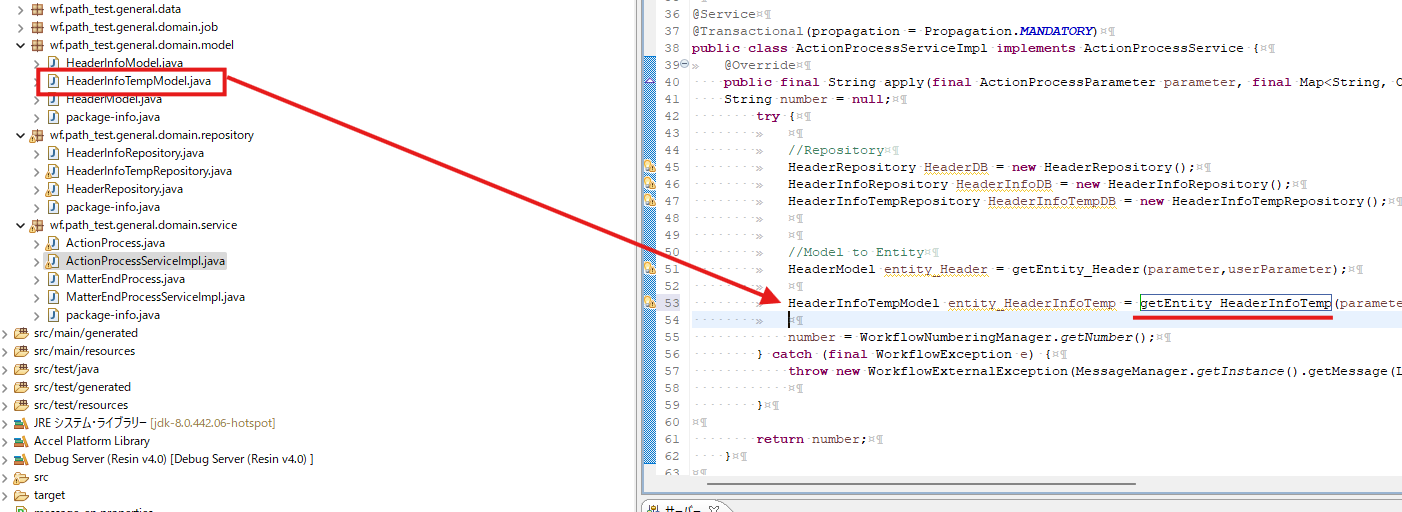 wf.path_test.general.data
wf.path_test.general.domain.job
wf.path_test.general.domain.model
HeaderInfoModel.java
HeaderInfoTempModel.java
HeaderModel.java
package-info.java
wf.path_test.general.domain.repository
HeaderInfoRepository.java
HeaderInfoTempRepository.java
HeaderRepository.java
package-info.java
wf.path_test.general.domain.service
ActionProcess.java
ActionProcessServiceImpl.java
MatterEndProcess.java
MatterEndProcessServiceImpl.java
package-info.java
src/main/generated
src/main/resources
src/test/java
src/test/generated
src/test/resources
JRE システム・ライブラリー [jdk-8.0.442.06-hotspot]
Accel Platform Library
Debug Server (Resin v4.0) [Debug Server (Resin v4.0) ]
src
target
36 @Service
37 @Transactional(propagation = Propagation.MANDATORY)
38 public class ActionProcessServiceImpl implements ActionProcessService {
39 @Override
40 public final String apply(final ActionProcessParameter parameter, final Map<String,
41 String number = null;
42 try {
43
44 //Repository
45 HeaderRepository HeaderDB = new HeaderRepository();
46 HeaderInfoRepository HeaderInfoDB = new HeaderInfoRepository();
47 HeaderInfoTempRepository HeaderInfoTempDB = new HeaderInfoTempRepository();
48
49
50 //Model to Entity
51 HeaderModel entity_Header = getEntity_Header(parameter,userParameter);
52
53 HeaderInfoTempModel entity_HeaderInfoTemp = getEntity_HeaderInfoTemp(paramete
54
55 number = WorkflowNumberingManager.getNumber();
56 } catch (final WorkflowException e) {
57 throw new WorkflowExternalException(MessageManager.getInstance().getMessage(
58
59 }
60
61 return number;
62 }
63
サーバー